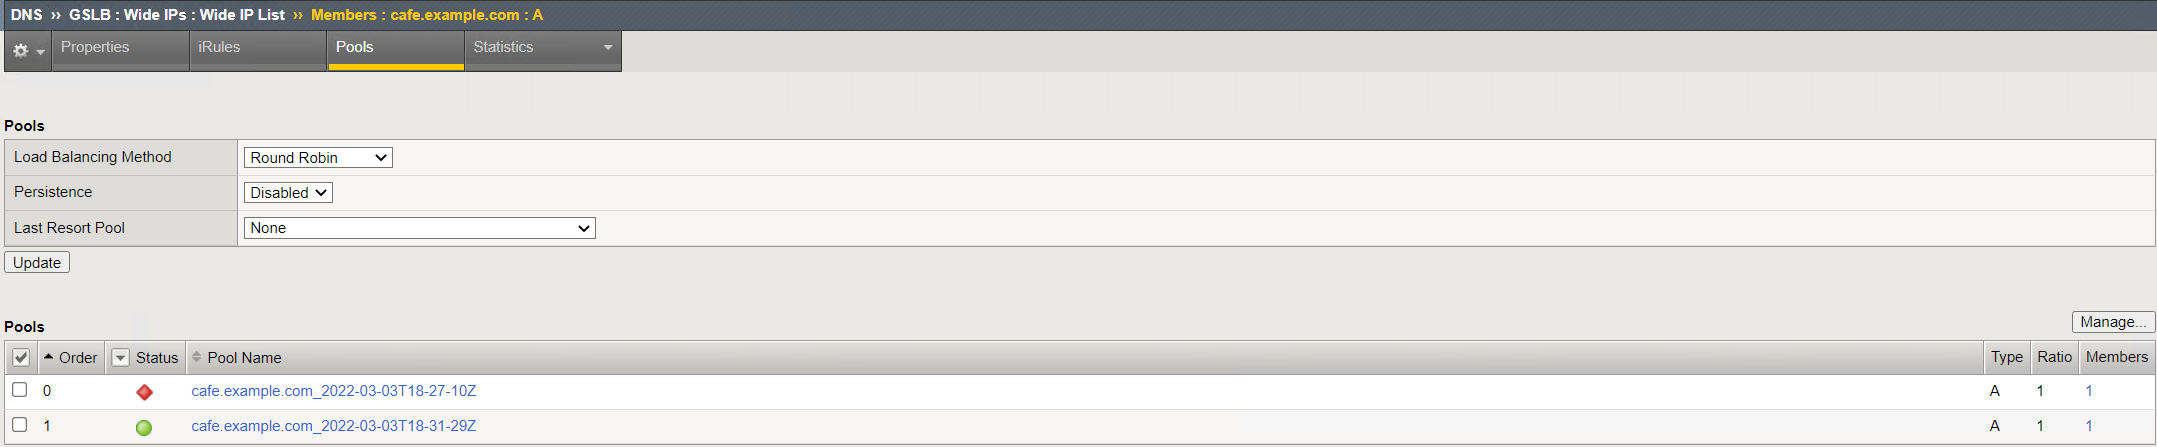 DNS ›› GSLB : Wide IPs : Wide IP List ›› Members : cafe.example.com : A
Properties iRules Pools Statistics
Pools
Load Balancing Method Round Robin
Persistence Disabled
Last Resort Pool None
Update
Pools Manage...
Order Status Pool Name Type Ratio Members
0 cafe.example.com_2022-03-03T18-27-10Z A 1 1
1 cafe.example.com_2022-03-03T18-31-29Z A 1 1